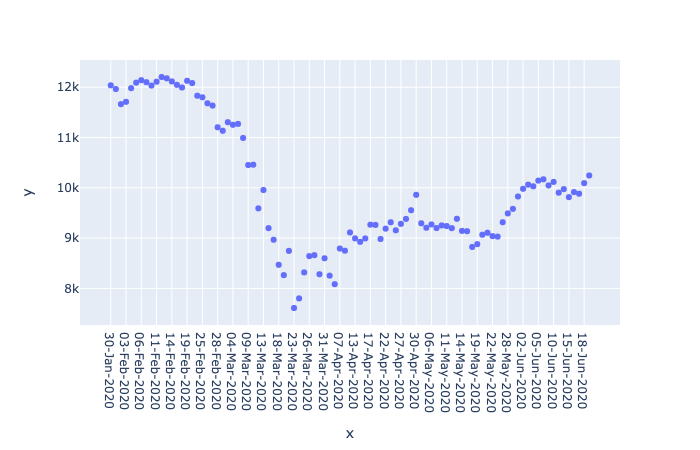 12k
11k
10k
9k
8k
y
30-Jan-2020
03-Feb-2020
06-Feb-2020
11-Feb-2020
14-Feb-2020
19-Feb-2020
25-Feb-2020
28-Feb-2020
04-Mar-2020
09-Mar-2020
13-Mar-2020
18-Mar-2020
23-Mar-2020
26-Mar-2020
31-Mar-2020
07-Apr-2020
13-Apr-2020
17-Apr-2020
22-Apr-2020
27-Apr-2020
30-Apr-2020
06-May-2020
11-May-2020
14-May-2020
19-May-2020
22-May-2020
28-May-2020
02-Jun-2020
05-Jun-2020
10-Jun-2020
15-Jun-2020
18-Jun-2020
x